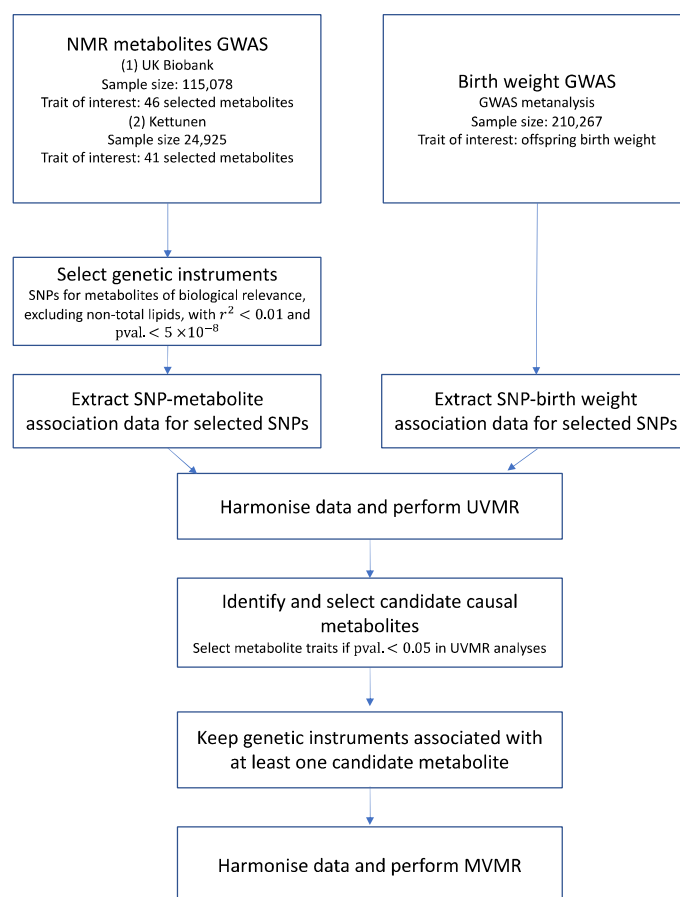 NMR metabolites GWAS
(1) UK Biobank
Sample size: 115,078
Trait of interest: 46 selected metabolites
(2) Kettunen
Sample size 24,925
Trait of interest: 41 selected metabolites
Birth weight GWAS
GWAS metanalysis
Sample size: 210,267
Trait of interest: offspring birth weight
Select genetic instruments
SNPs for metabolites of biological relevance,
excluding non-total lipids, with r² < 0.01 and
pval. < 5 ×10⁻⁸
Extract SNP-metabolite
association data for selected SNPs
Extract SNP-birth weight
association data for selected SNPs
Harmonise data and perform UVMR
Identify and select candidate causal
metabolites
Select metabolite traits if pval. < 0.05 in UVMR analyses
Keep genetic instruments associated with
at least one candidate metabolite
Harmonise data and perform MVMR